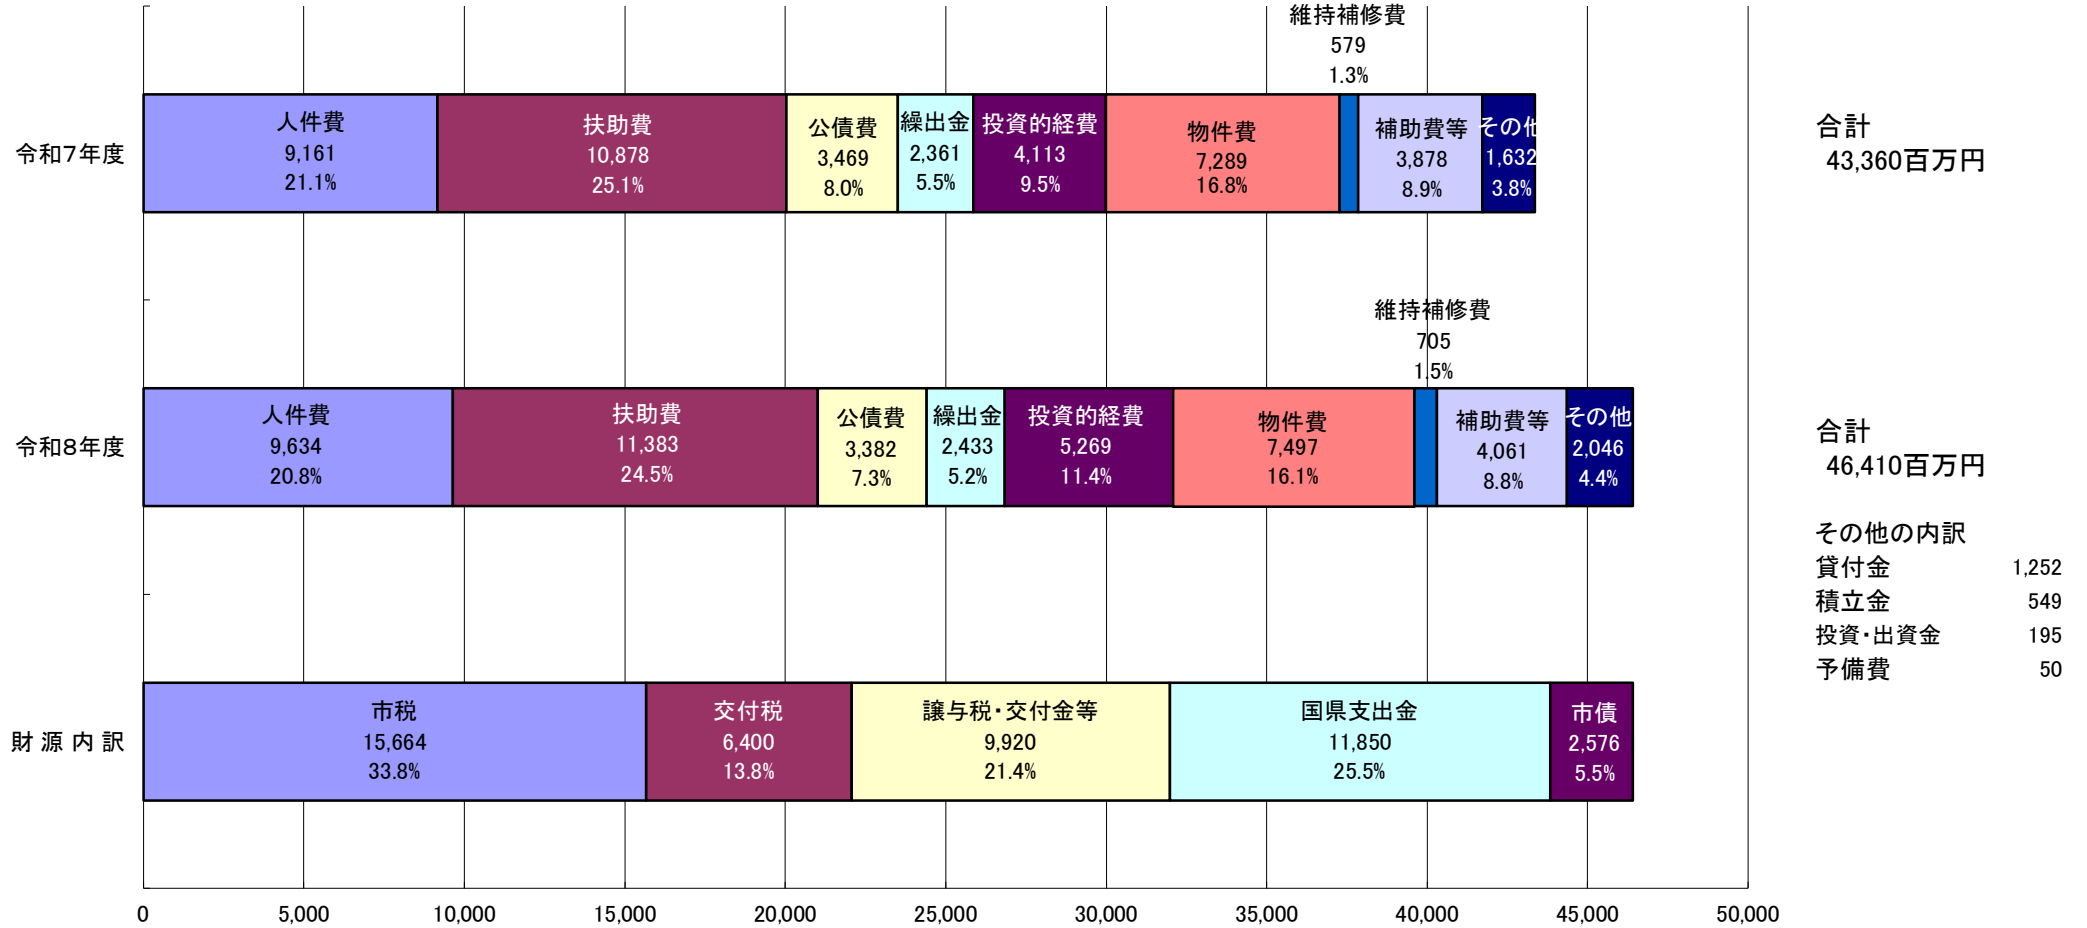 維持補修費
579
1.3%
令和7年度
人件費
9,161
21.1%
扶助費
10,878
25.1%
公債費
3,469
8.0%
繰出金
2,361
5.5%
投資的経費
4,113
9.5%
物件費
7,289
16.8%
補助費等
3,878
8.9%
その他
1,632
3.8%
合計
43,360百万円
維持補修費
705
1.5%
令和8年度
人件費
9,634
20.8%
扶助費
11,383
24.5%
公債費
3,382
7.3%
繰出金
2,433
5.2%
投資的経費
5,269
11.4%
物件費
7,497
16.1%
補助費等
4,061
8.8%
その他
2,046
4.4%
合計
46,410百万円
その他の内訳
貸付金 1,252
積立金 549
投資・出資金 195
予備費 50
財源内訳
市税
15,664
33.8%
交付税
6,400
13.8%
譲与税・交付金等
9,920
21.4%
国県支出金
11,850
25.5%
市債
2,576
5.5%
0 5,000 10,000 15,000 20,000 25,000 30,000 35,000 40,000 45,000 50,000